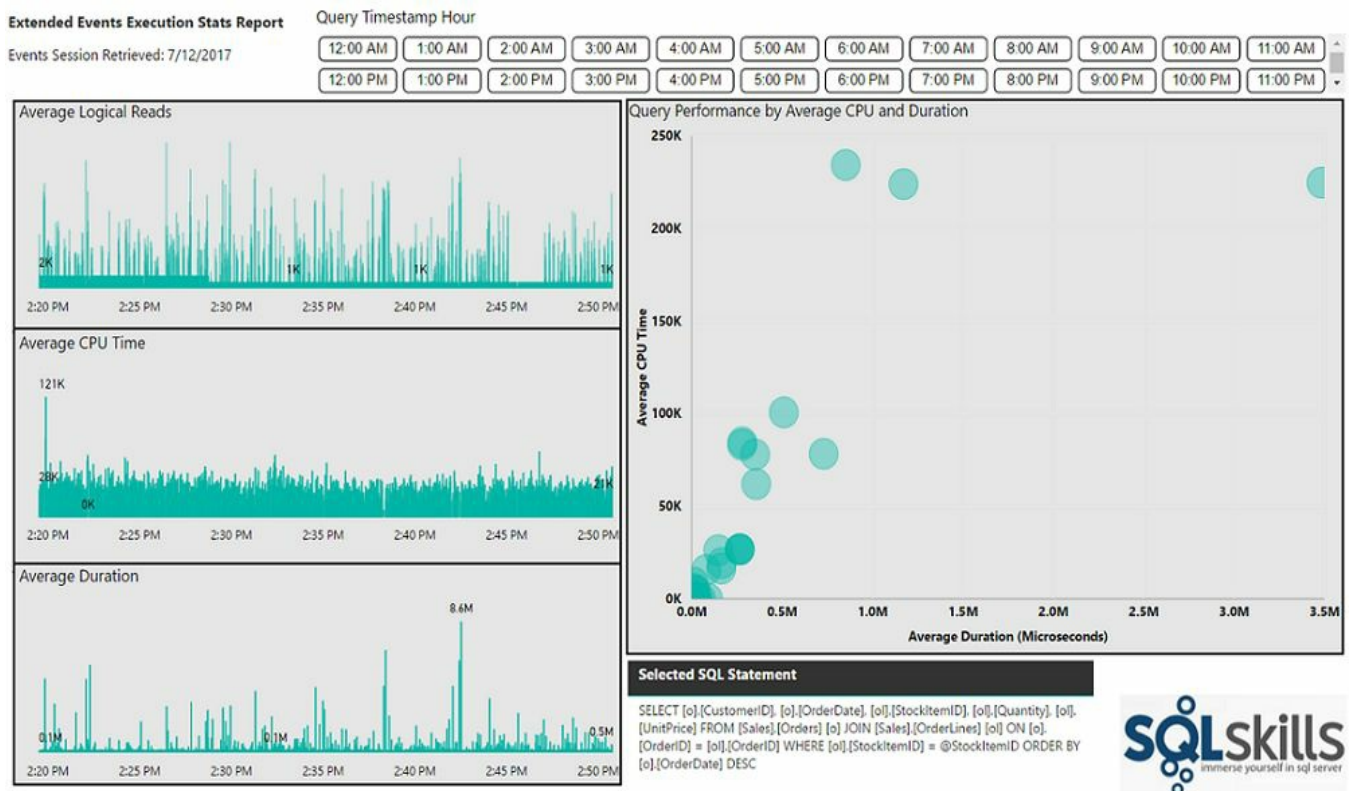 Extended Events Execution Stats Report
Events Session Retrieved: 7/12/2017
Query Timestamp Hour
12:00 AM 1:00 AM 2:00 AM 3:00 AM 4:00 AM 5:00 AM 6:00 AM 7:00 AM 8:00 AM 9:00 AM 10:00 AM 11:00 AM
12:00 PM 1:00 PM 2:00 PM 3:00 PM 4:00 PM 5:00 PM 6:00 PM 7:00 PM 8:00 PM 9:00 PM 10:00 PM 11:00 PM
Average Logical Reads
2K 1K 1K 1K
2:20 PM 2:25 PM 2:30 PM 2:35 PM 2:40 PM 2:45 PM 2:50 PM
Average CPU Time
121K
28K 21K
0K
2:20 PM 2:25 PM 2:30 PM 2:35 PM 2:40 PM 2:45 PM 2:50 PM
Average Duration
8.6M
0.1M 0.1M 0.5M
2:20 PM 2:25 PM 2:30 PM 2:35 PM 2:40 PM 2:45 PM 2:50 PM
Query Performance by Average CPU and Duration
Average CPU Time
250K
200K
150K
100K
50K
0K
0.0M 0.5M 1.0M 1.5M 2.0M 2.5M 3.0M 3.5M
Average Duration (Microseconds)
Selected SQL Statement
SELECT [o].[CustomerID], [o].[OrderDate], [ol].[StockItemID], [ol].[Quantity], [ol].
[UnitPrice] FROM [Sales].[Orders] [o] JOIN [Sales].[OrderLines] [ol] ON [o].
[OrderID] = [ol].[OrderID] WHERE [ol].[StockItemID] = @StockItemID ORDER BY
[o].[OrderDate] DESC
SQLskills
immerse yourself in sql server